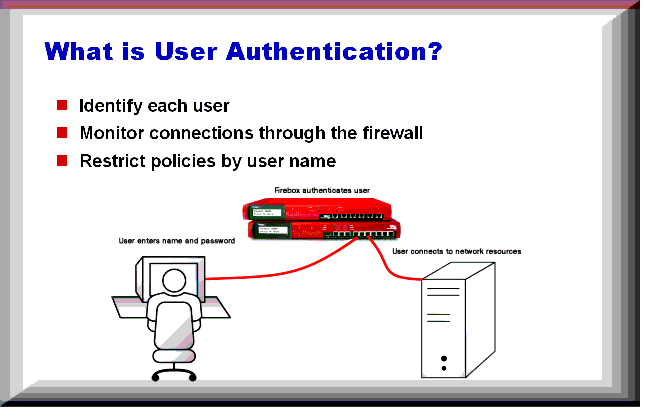 What is User Authentication?
Identify each user
Monitor connections through the firewall
Restrict policies by user name
Firebox authenticates user
User enters name and password
User connects to network resources